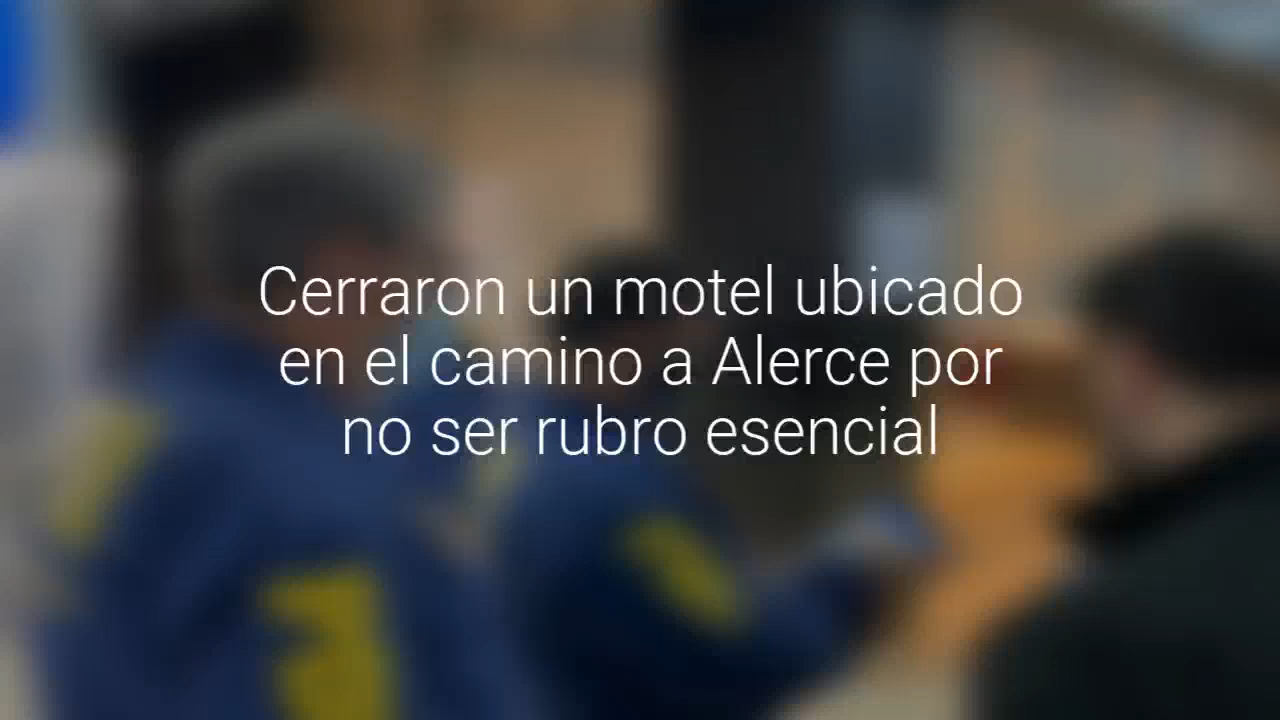 Cerraron un motel ubicado
en el camino a Alerce por
no ser rubro esencial